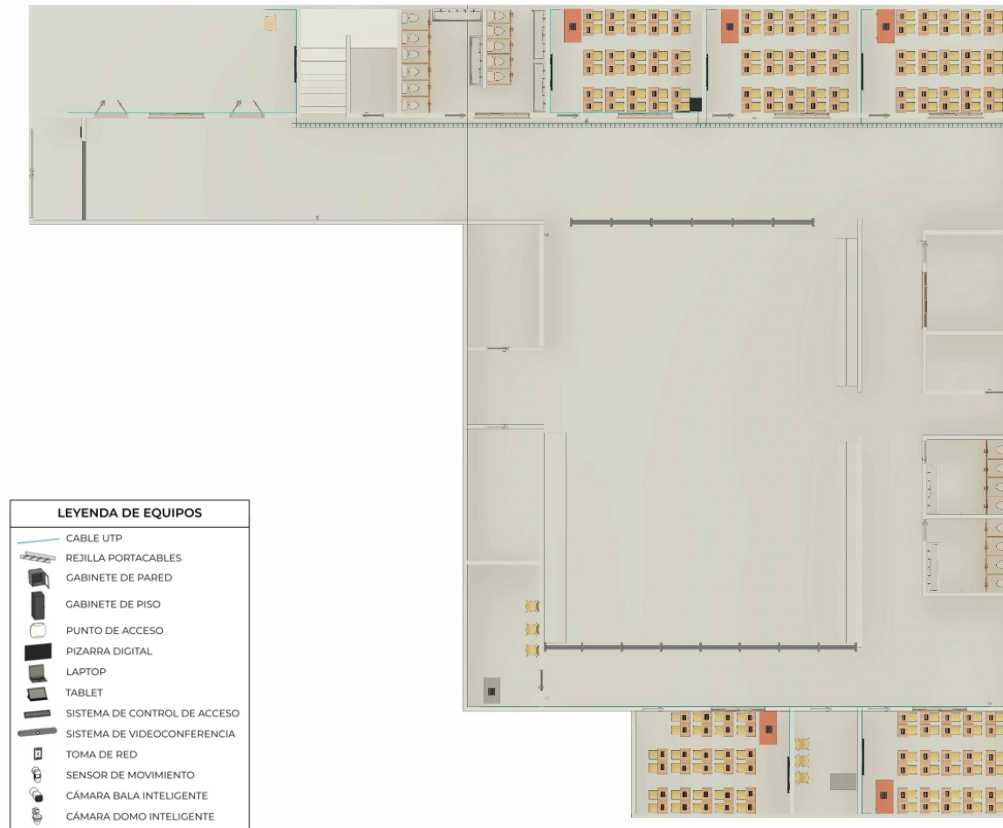 LEYENDA DE EQUIPOS
CABLE UTP
REJILLA PORTACABLES
GABINETE DE PARED
GABINETE DE PISO
PUNTO DE ACCESO
PIZARRA DIGITAL
LAPTOP
TABLET
SISTEMA DE CONTROL DE ACCESO
SISTEMA DE VIDEOCONFERENCIA
TOMA DE RED
SENSOR DE MOVIMIENTO
CÁMARA BALA INTELIGENTE
CÁMARA DOMO INTELIGENTE